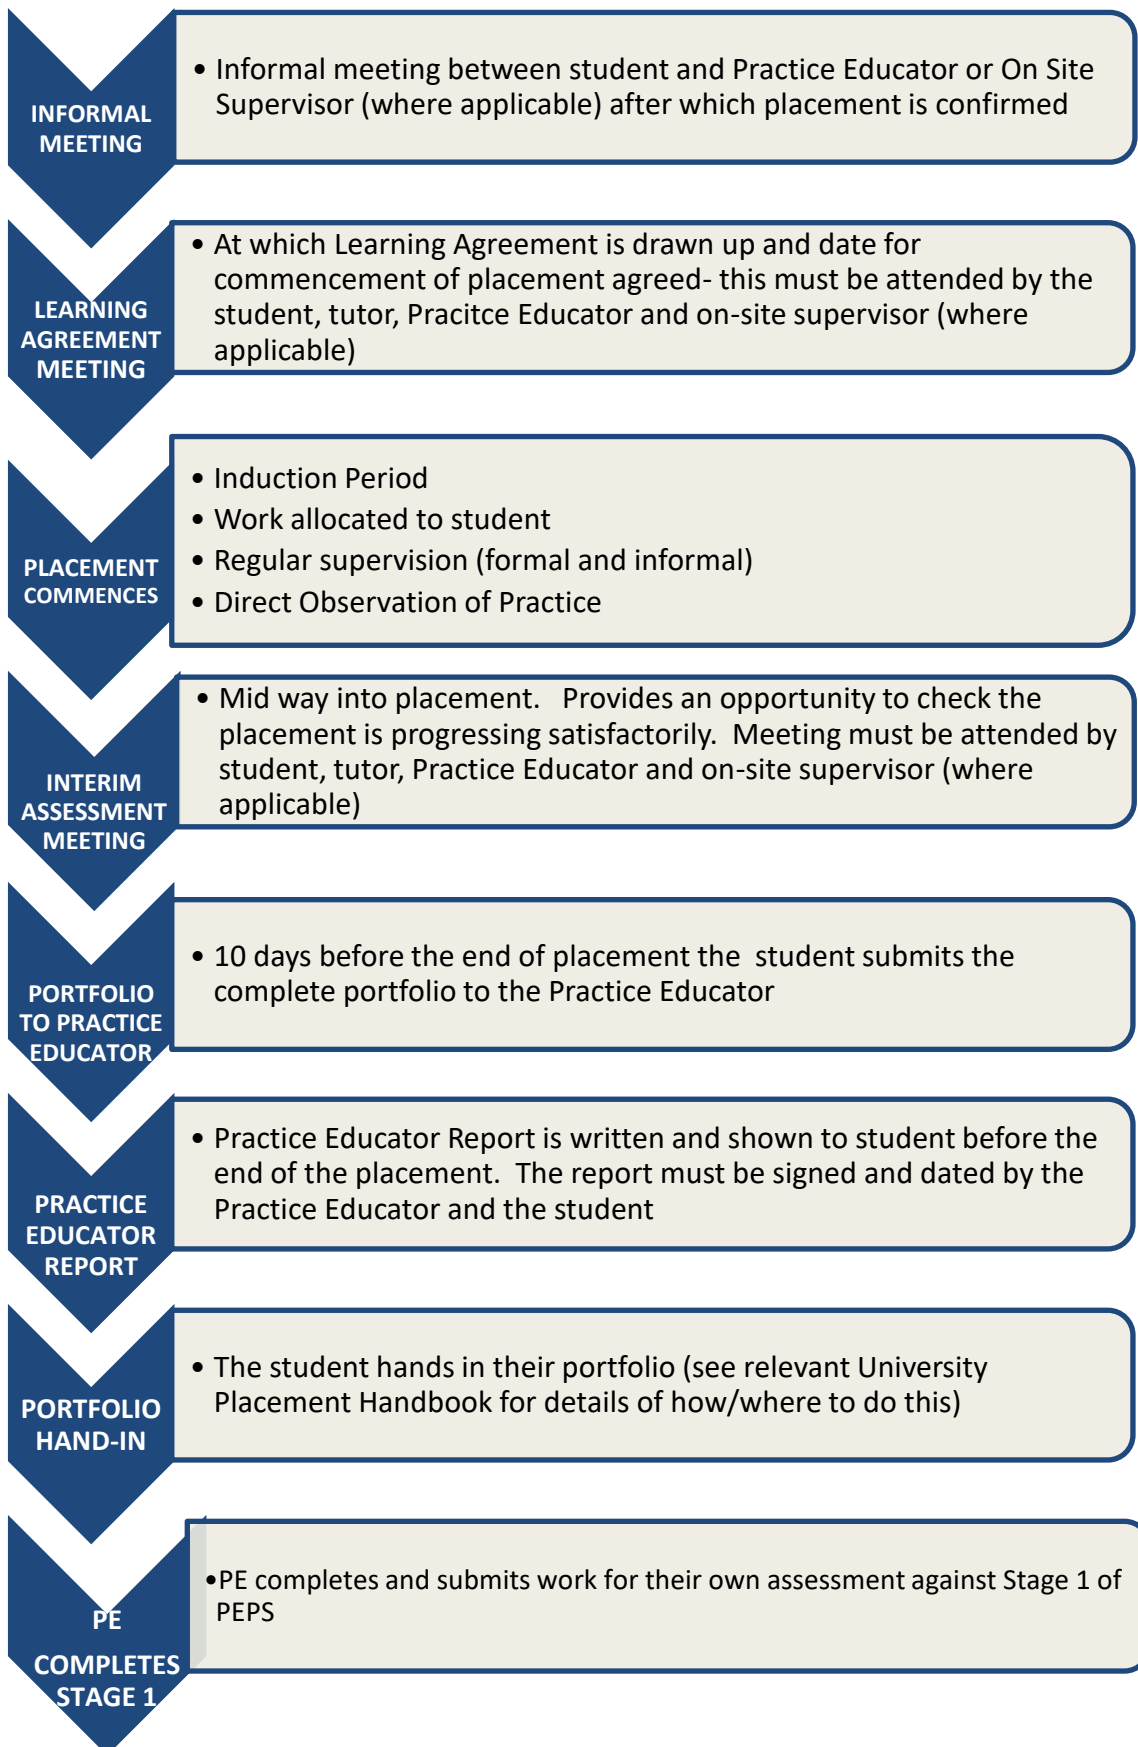 INFORMAL
MEETING
• Informal meeting between student and Practice Educator or On Site
Supervisor (where applicable) after which placement is confirmed
LEARNING
AGREEMENT
MEETING
• At which Learning Agreement is drawn up and date for
commencement of placement agreed- this must be attended by the
student, tutor, Pracitce Educator and on-site supervisor (where
applicable)
PLACEMENT
COMMENCES
• Induction Period
• Work allocated to student
• Regular supervision (formal and informal)
• Direct Observation of Practice
INTERIM
ASSESSMENT
MEETING
• Mid way into placement. Provides an opportunity to check the
placement is progressing satisfactorily. Meeting must be attended by
student, tutor, Practice Educator and on-site supervisor (where
applicable)
PORTFOLIO
TO PRACTICE
EDUCATOR
• 10 days before the end of placement the student submits the
complete portfolio to the Practice Educator
PRACTICE
EDUCATOR
REPORT
• Practice Educator Report is written and shown to student before the
end of the placement. The report must be signed and dated by the
Practice Educator and the student
PORTFOLIO
HAND-IN
• The student hands in their portfolio (see relevant University
Placement Handbook for details of how/where to do this)
PE
COMPLETES
STAGE 1
•PE completes and submits work for their own assessment against Stage 1 of
PEPS